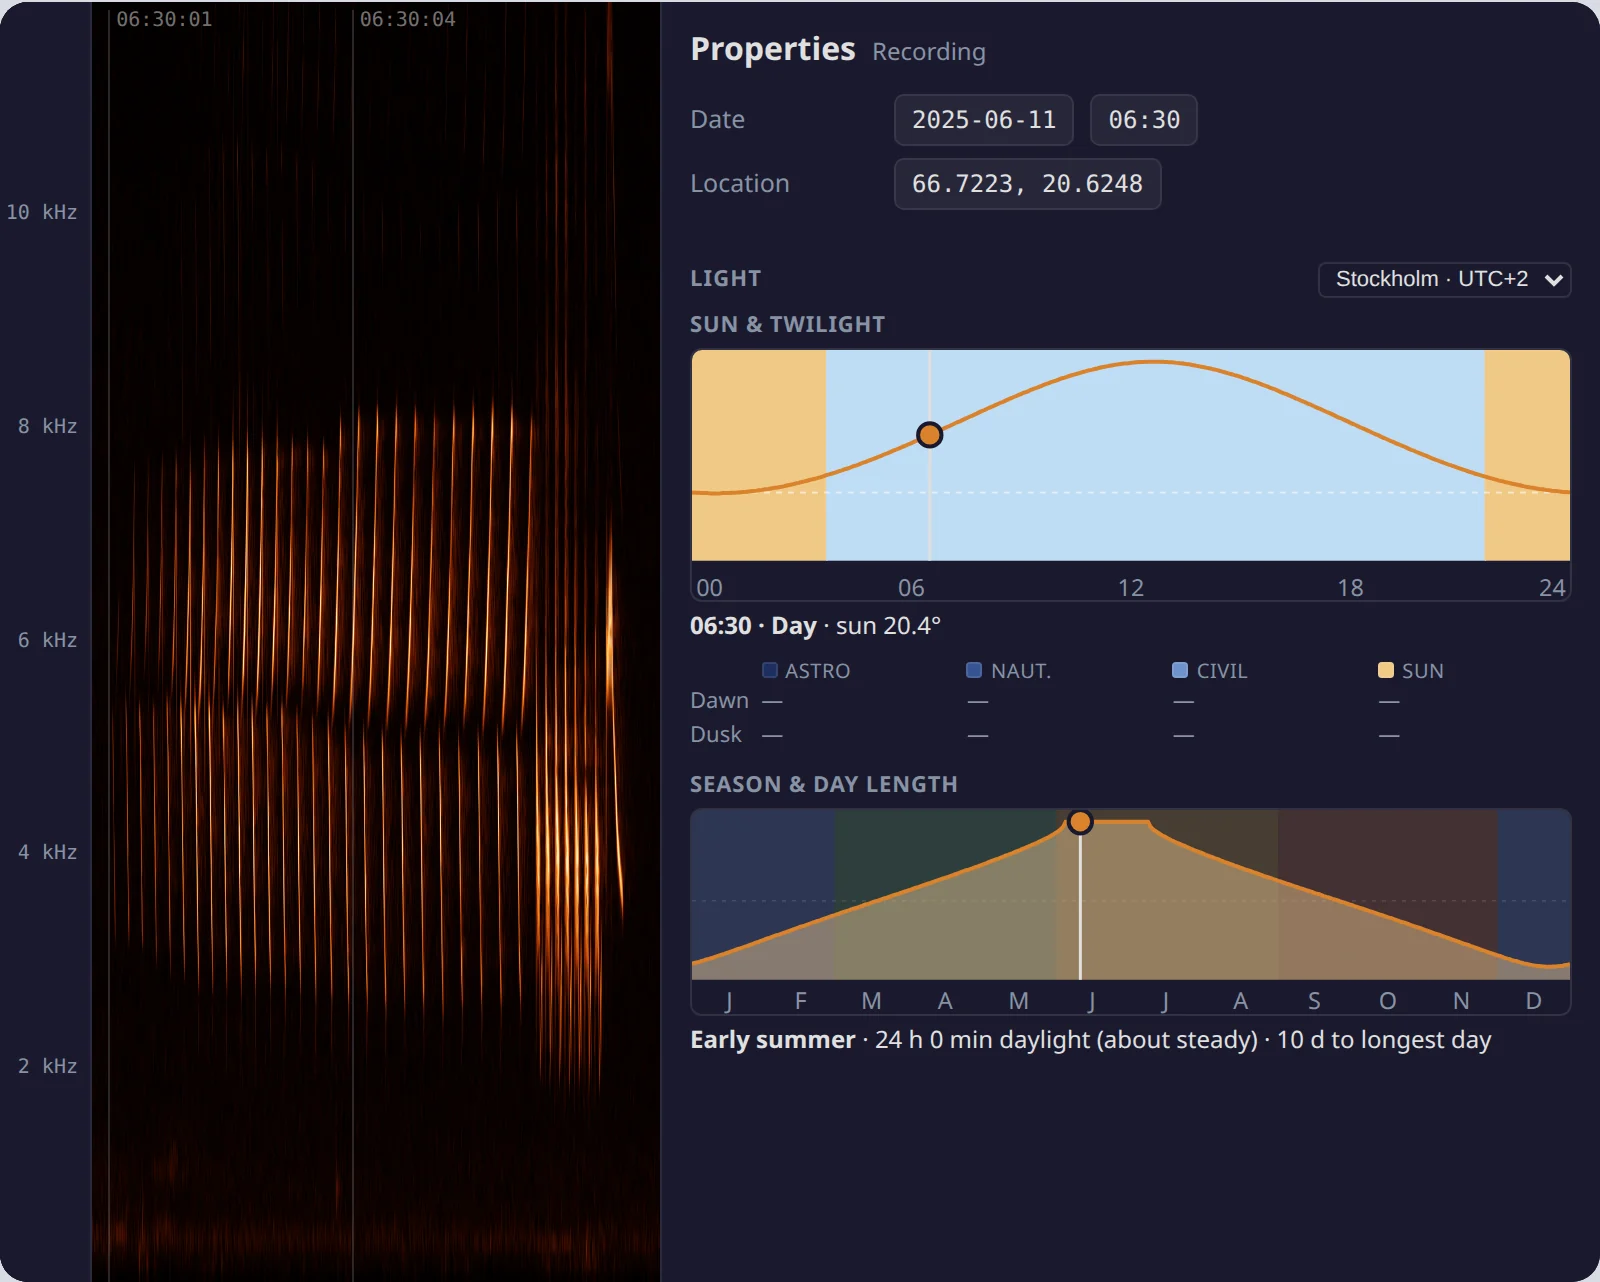 06:30:01 06:30:04
10 kHz
8 kHz
6 kHz
4 kHz
2 kHz
Properties Recording
Date 2025-06-11 06:30
Location 66.7223, 20.6248
LIGHT Stockholm · UTC+2
SUN & TWILIGHT
00 06 12 18 24
06:30 · Day · sun 20.4°
ASTRO NAUT. CIVIL SUN
Dawn — — — —
Dusk — — — —
SEASON & DAY LENGTH
J F M A M J J A S O N D
Early summer · 24 h 0 min daylight (about steady) · 10 d to longest day